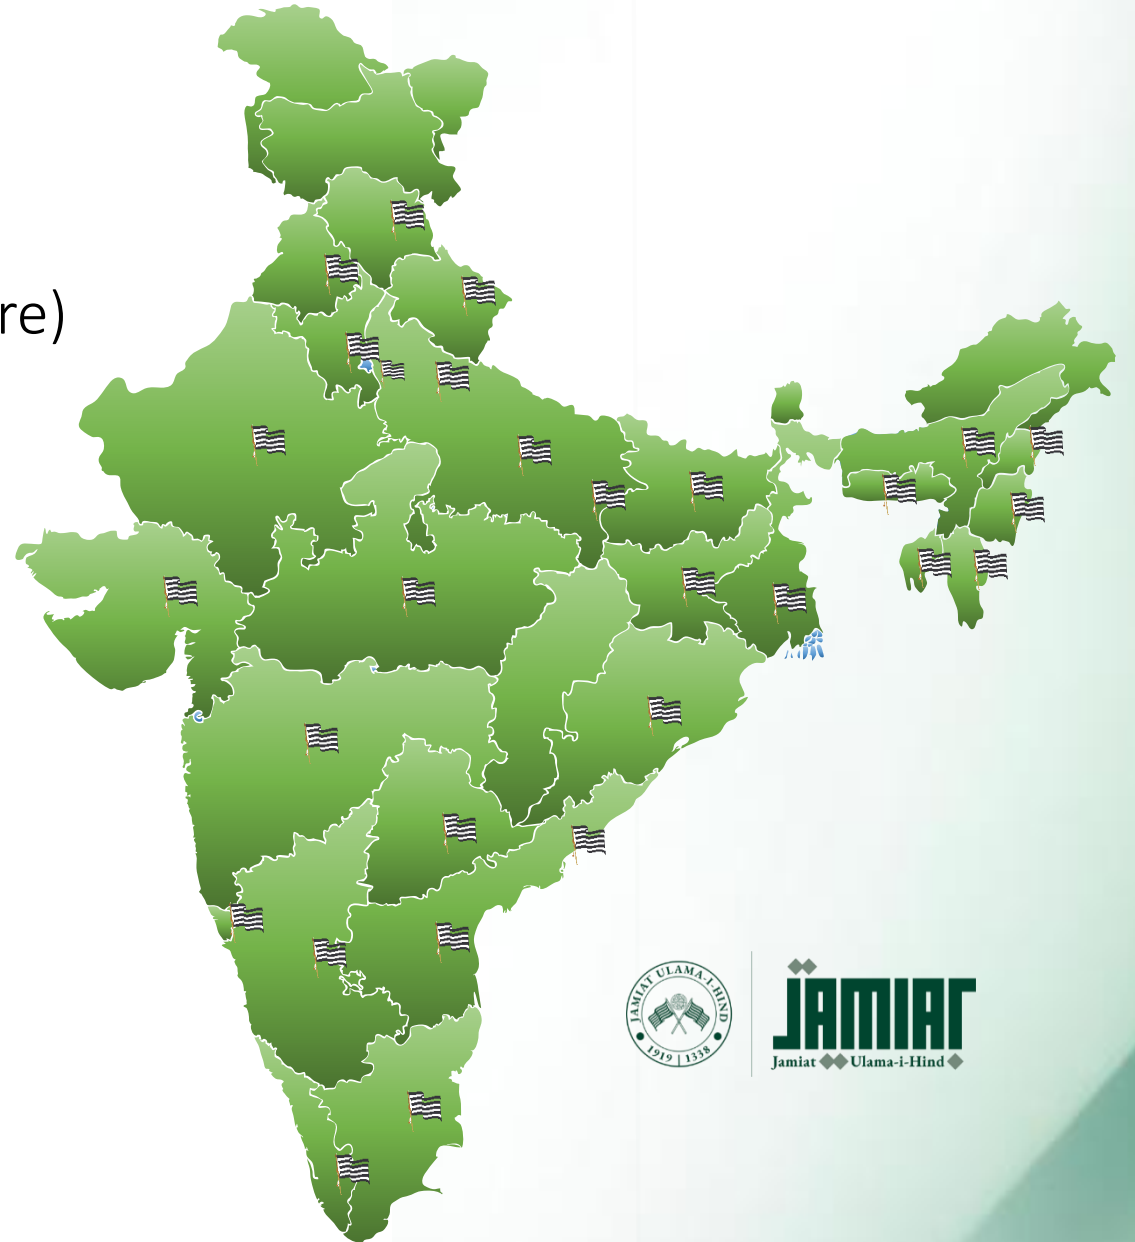 re)
JAMIAT ULAMA-I-HIND
1919 | 1338
JAMIAT
Jamiat Ulama-i-Hind